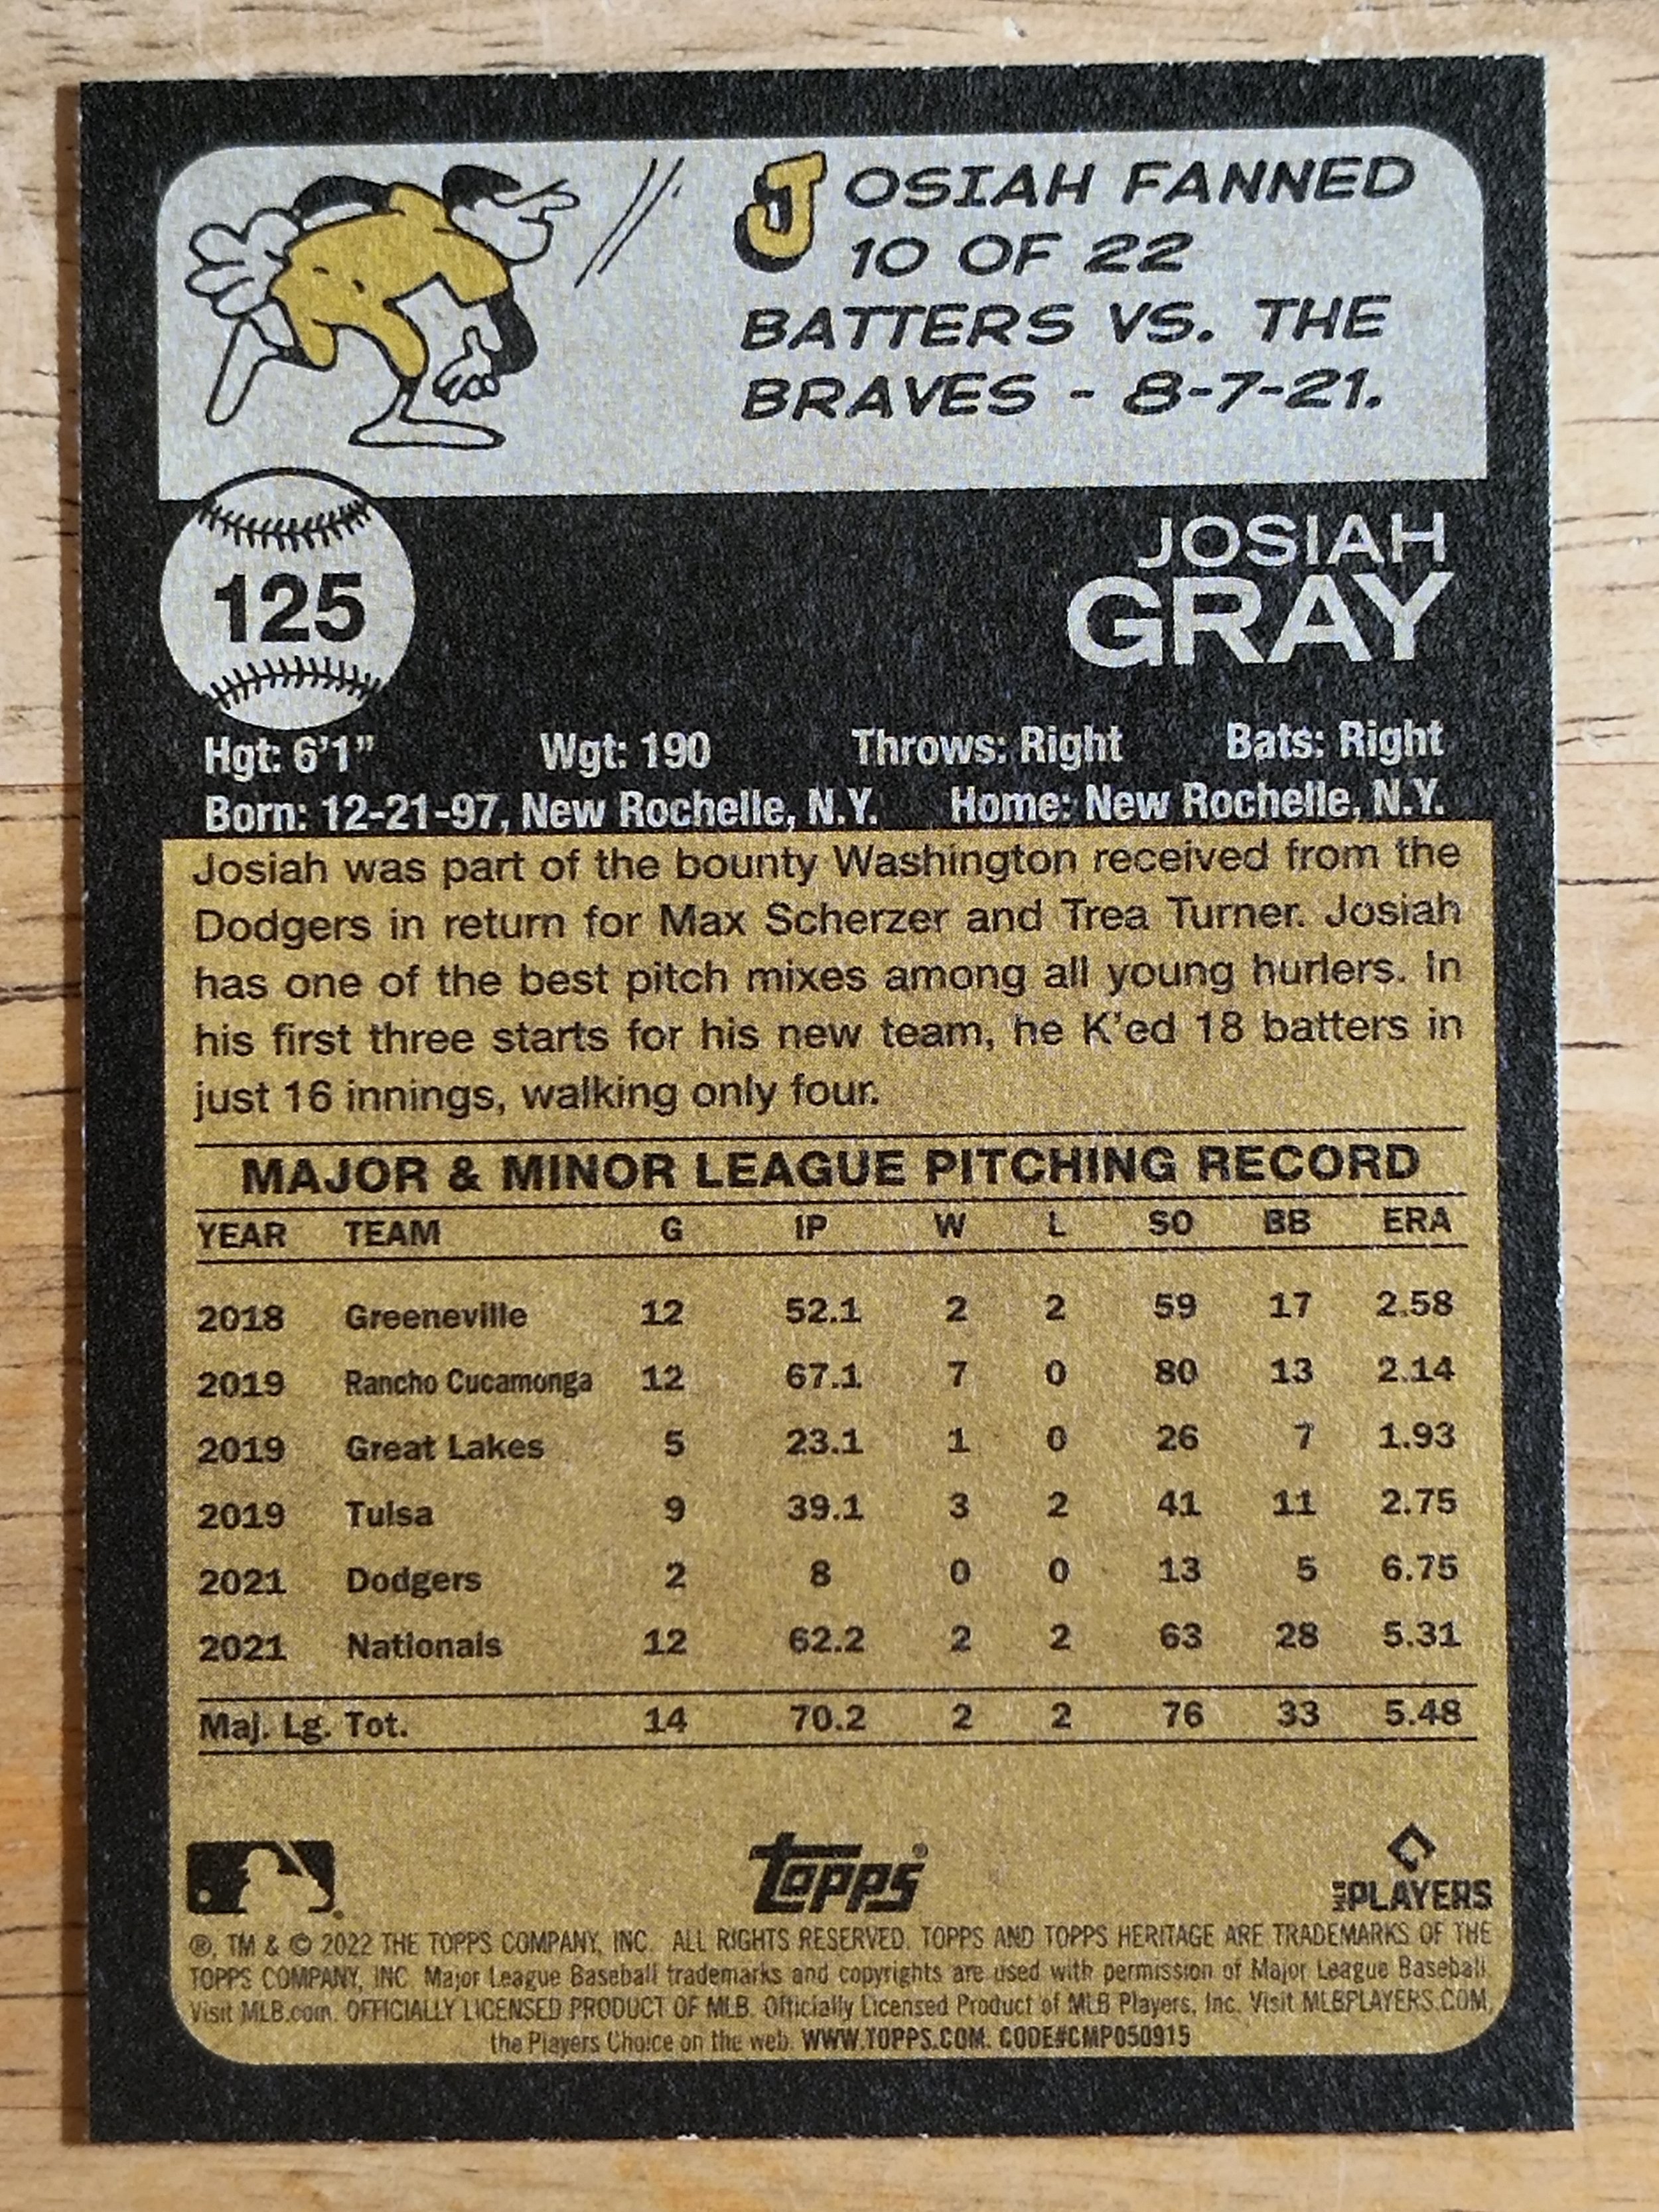 JOSIAH FANNED
10 OF 22
BATTERS VS. THE
BRAVES - 8-7-21.
125
JOSIAH
GRAY
Hgt: 6'1" Wgt: 190 Throws: Right Bats: Right
Born: 12-21-97, New Rochelle, N.Y. Home: New Rochelle, N.Y.
Josiah was part of the bounty Washington received from the
Dodgers in return for Max Scherzer and Trea Turner. Josiah
has one of the best pitch mixes among all young hurlers. In
his first three starts for his new team, he K'ed 18 batters in
just 16 innings, walking only four.
MAJOR & MINOR LEAGUE PITCHING RECORD
YEAR TEAM G IP W L SO BB ERA
2018 Greeneville 12 52.1 2 2 59 17 2.58
2019 Rancho Cucamonga 12 67.1 7 0 80 13 2.14
2019 Great Lakes 5 23.1 1 0 26 7 1.93
2019 Tulsa 9 39.1 3 2 41 11 2.75
2021 Dodgers 2 8 0 0 13 5 6.75
2021 Nationals 12 62.2 2 2 63 28 5.31
Maj. Lg. Tot. 14 70.2 2 2 76 33 5.48
topps®
MLB PLAYERS
®, TM & © 2022 THE TOPPS COMPANY, INC. ALL RIGHTS RESERVED. TOPPS AND TOPPS HERITAGE ARE TRADEMARKS OF THE
TOPPS COMPANY, INC. Major League Baseball trademarks and copyrights are used with permission of Major League Baseball.
Visit MLB.com. OFFICIALLY LICENSED PRODUCT OF MLB. Officially Licensed Product of MLB Players, Inc. Visit MLBPLAYERS.COM,
the Players Choice on the web. WWW.TOPPS.COM. CODE#CMP050915